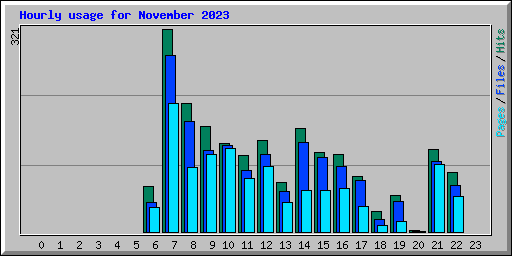 Hourly usage for November 2023
321
Pages / Files / Hits
0 1 2 3 4 5 6 7 8 9 10 11 12 13 14 15 16 17 18 19 20 21 22 23